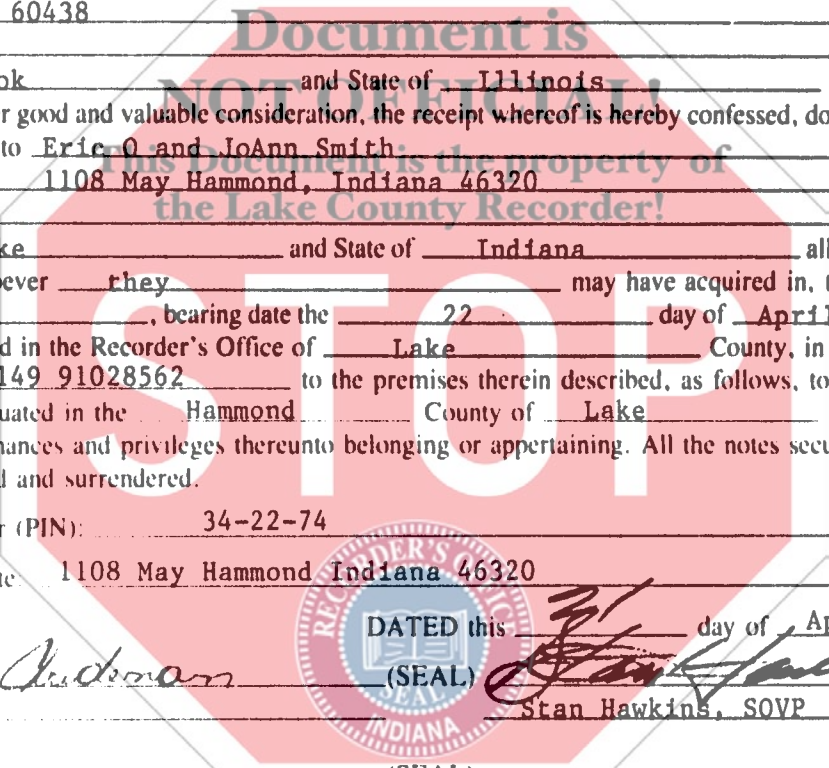 60438
Document is
ok and State of Illinois
NOT OFFICIAL!
r good and valuable consideration, the receipt whereof is hereby confessed, do
to Eric O and JoAnn Smith
This Document is the property of
1108 May Hammond, Indiana 46320
the Lake County Recorder!
ke and State of Indiana all
ever they may have acquired in, t
, bearing date the 22 day of April
d in the Recorder's Office of Lake County, in
149 91028562 to the premises therein described, as follows, to
uated in the Hammond County of Lake
nances and privileges thereunto belonging or appertaining. All the notes secu
d and surrendered.
STOP
r (PIN): 34-22-74
te 1108 May Hammond Indiana 46320
RECORDER'S OFFICE
DATED this day of Ap
(SEAL)
SEAL
Stan Hawkins, SOVP
INDIANA
(SEAL)